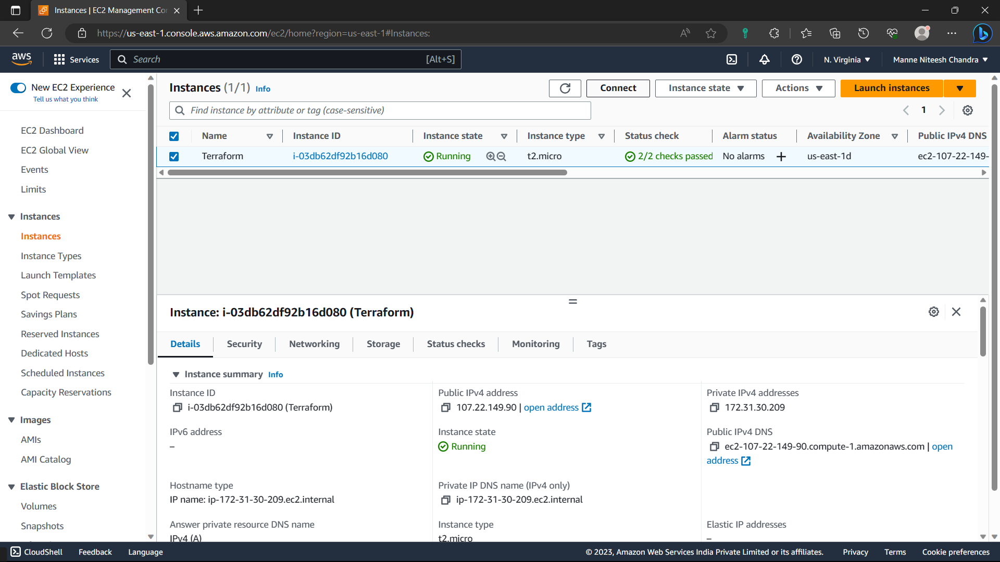 Instances | EC2 Management Co
https://us-east-1.console.aws.amazon.com/ec2/home?region=us-east-1#Instances:
aws
Services
Search
[Alt+S]
N. Virginia
Manne Niteesh Chandra
New EC2 Experience
Tell us what you think
EC2 Dashboard
EC2 Global View
Events
Limits
Instances
Instances
Instance Types
Launch Templates
Spot Requests
Savings Plans
Reserved Instances
Dedicated Hosts
Scheduled Instances
Capacity Reservations
Images
AMIs
AMI Catalog
Elastic Block Store
Volumes
Snapshots
Instances (1/1) Info
Connect
Instance state
Actions
Launch instances
Find instance by attribute or tag (case-sensitive)
1
Name Instance ID Instance state Instance type Status check Alarm status Availability Zone Public IPv4 DNS
Terraform i-03db62df92b16d080 Running t2.micro 2/2 checks passed No alarms + us-east-1d ec2-107-22-149-
Instance: i-03db62df92b16d080 (Terraform)
Details Security Networking Storage Status checks Monitoring Tags
Instance summary Info
Instance ID
i-03db62df92b16d080 (Terraform)
Public IPv4 address
107.22.149.90 | open address
Private IPv4 addresses
172.31.30.209
IPv6 address
–
Instance state
Running
Public IPv4 DNS
ec2-107-22-149-90.compute-1.amazonaws.com | open
address
Hostname type
IP name: ip-172-31-30-209.ec2.internal
Private IP DNS name (IPv4 only)
ip-172-31-30-209.ec2.internal
Answer private resource DNS name
IPv4 (A)
Instance type
t2.micro
Elastic IP addresses
–
CloudShell
Feedback
Language
© 2023, Amazon Web Services India Private Limited or its affiliates.
Privacy
Terms
Cookie preferences